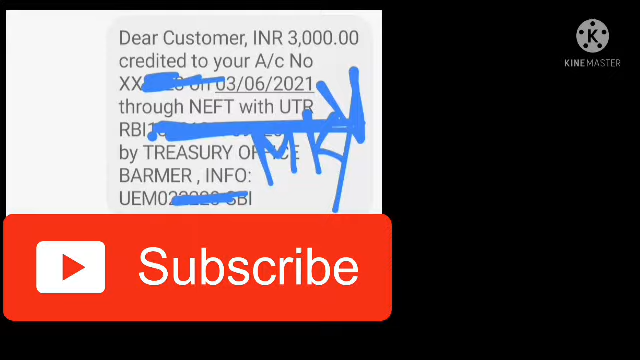 Dear Customer, INR 3,000.00
credited to your A/c No
on 03/06/2021
through NEFT with UTR
by TREASURY OFFICE
BARMER , INFO:
SBI
Subscribe
K
KINEMASTER